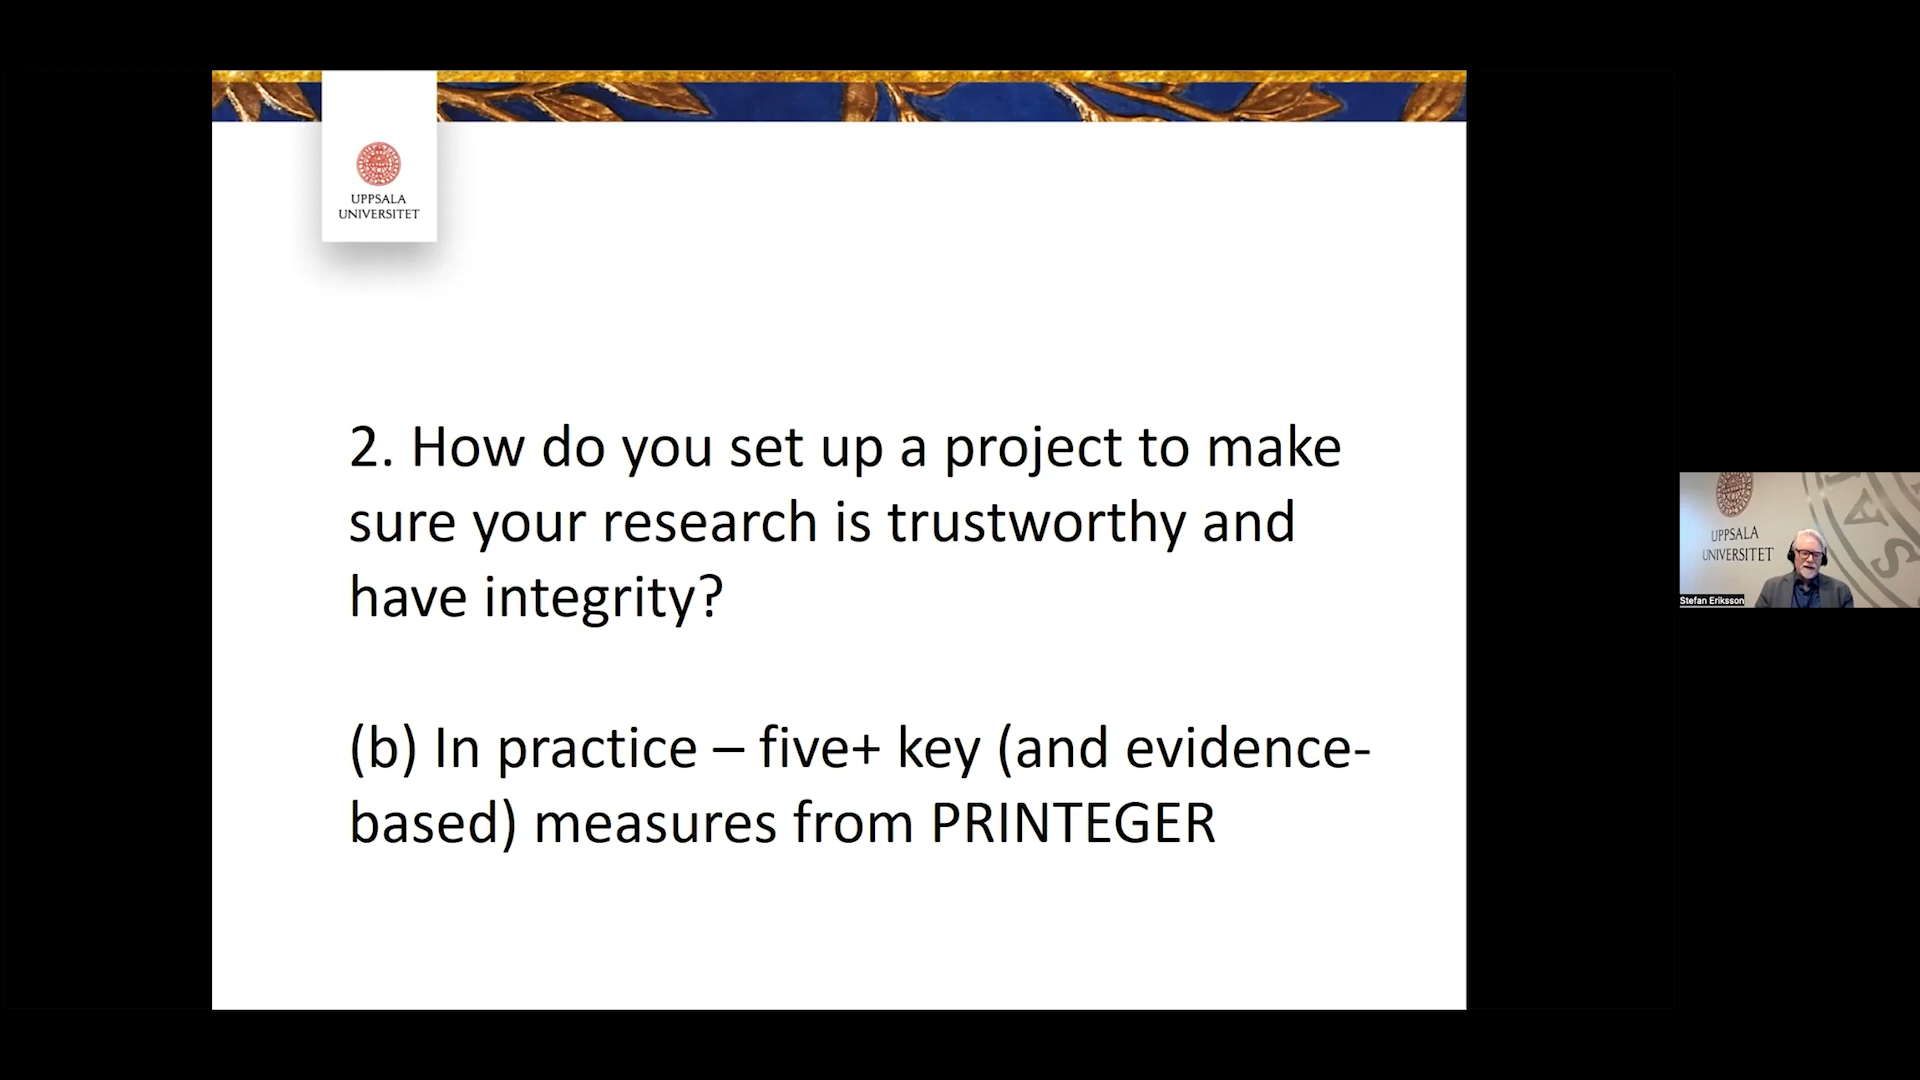 UPPSALA
UNIVERSITET
2. How do you set up a project to make
sure your research is trustworthy and
have integrity?
(b) In practice – five+ key (and evidence-
based) measures from PRINTEGER
UPPSALA
UNIVERSITET
Stefan Eriksson